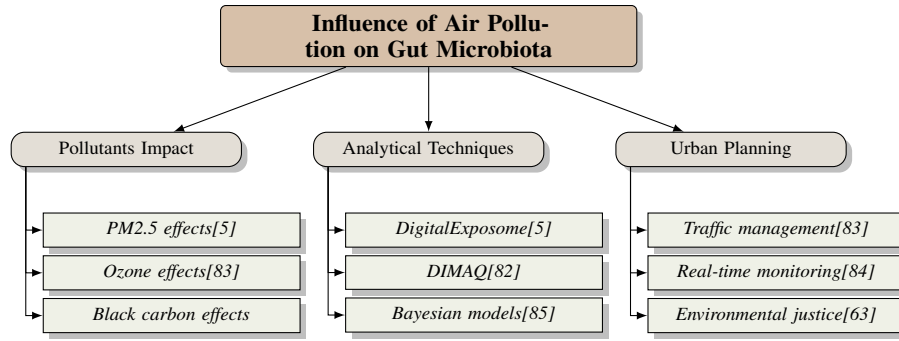 Influence of Air Pollu-
tion on Gut Microbiota
Pollutants Impact
Analytical Techniques
Urban Planning
PM2.5 effects[5]
DigitalExposome[5]
Traffic management[83]
Ozone effects[83]
DIMAQ[82]
Real-time monitoring[84]
Black carbon effects
Bayesian models[85]
Environmental justice[63]